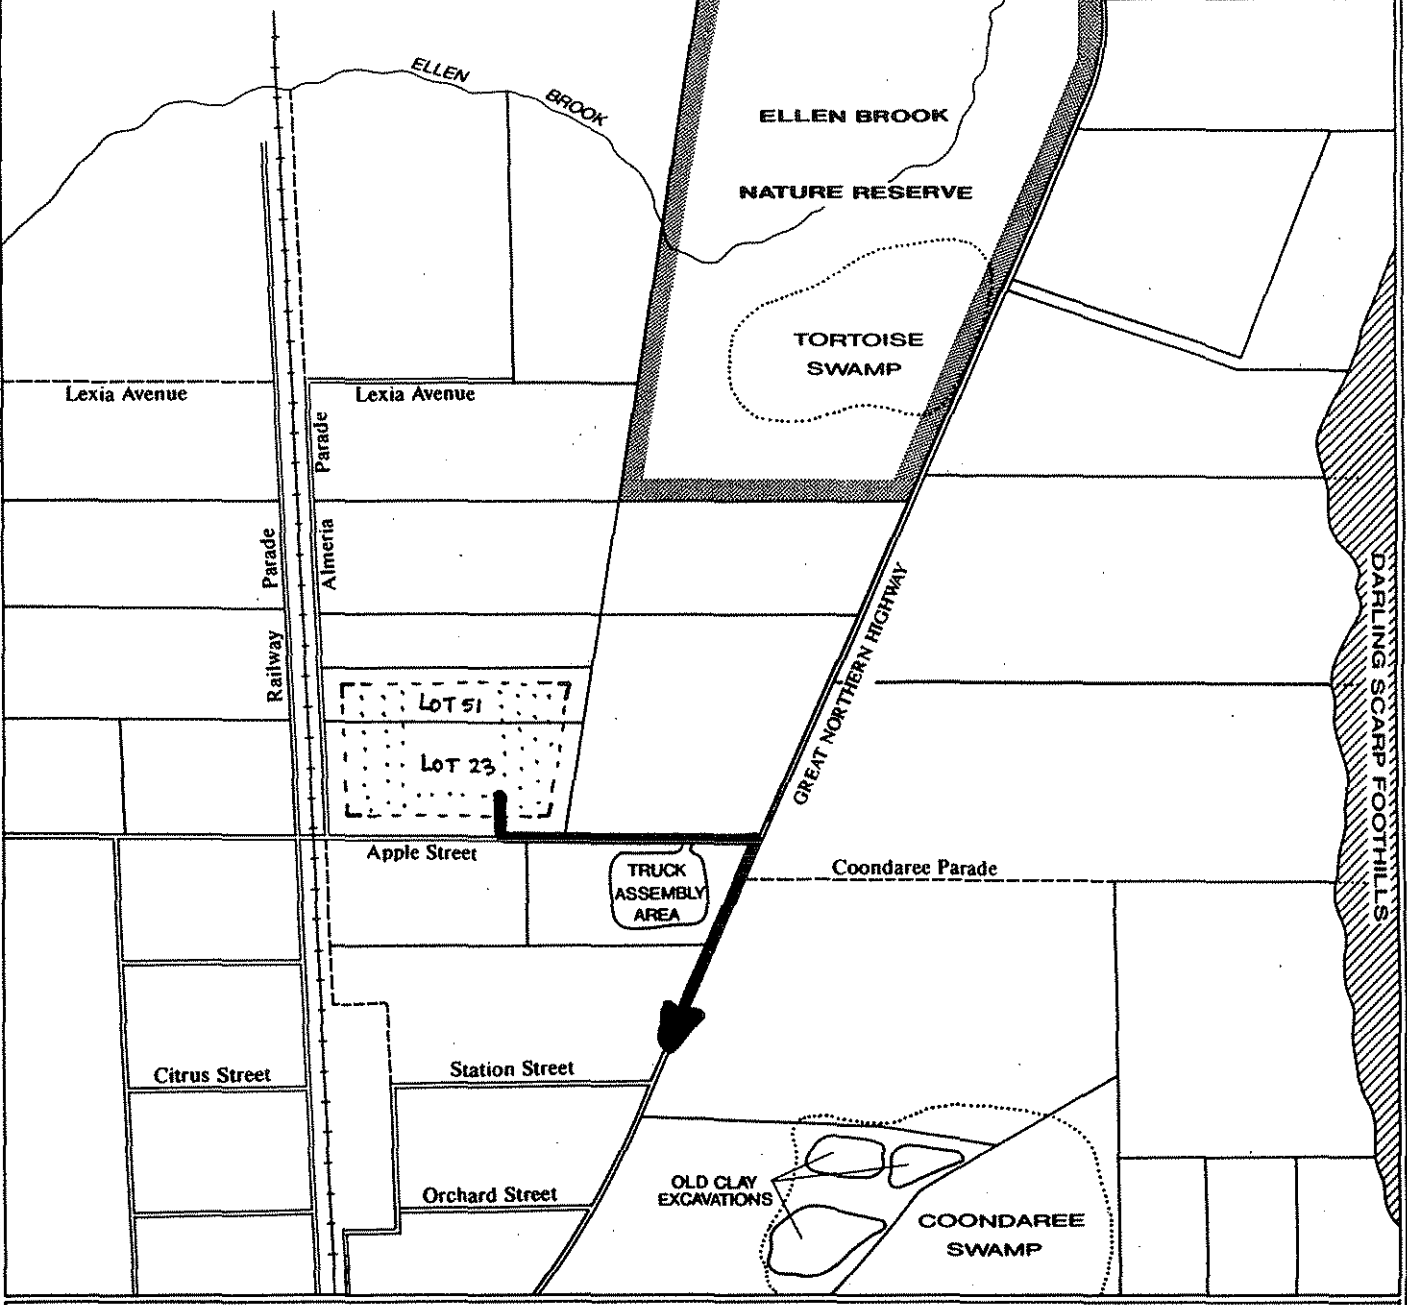 ELLEN
BROOK
ELLEN BROOK
NATURE RESERVE
TORTOISE
SWAMP
Lexia Avenue
Lexia Avenue
Parade
Almeria
Parade
Railway
GREAT NORTHERN HIGHWAY
DARLING SCARP FOOTHILLS
LOT 51
LOT 23
Apple Street
TRUCK
ASSEMBLY
AREA
Coondaree Parade
Citrus Street
Station Street
Orchard Street
OLD CLAY
EXCAVATIONS
COONDAREE
SWAMP